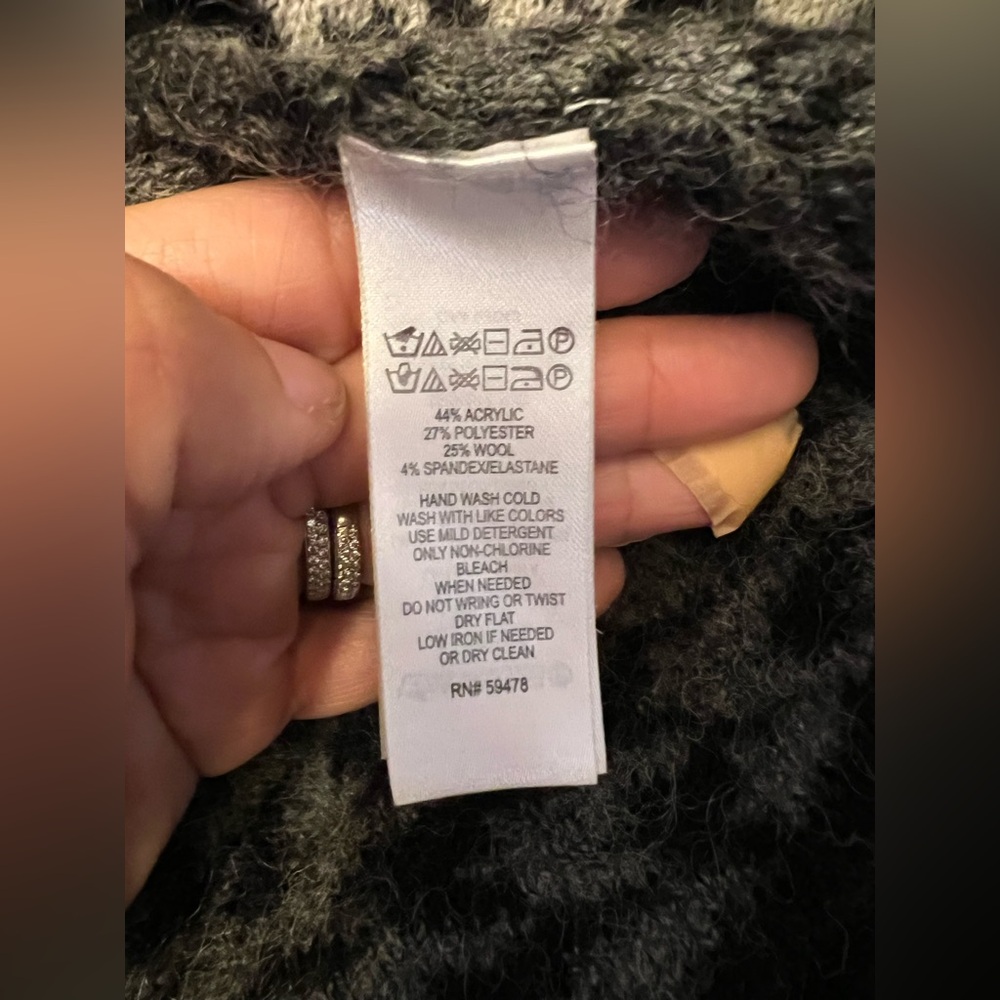 P
P
44% ACRYLIC
27% POLYESTER
25% WOOL
4% SPANDEX/ELASTANE
HAND WASH COLD
WASH WITH LIKE COLORS
USE MILD DETERGENT
ONLY NON-CHLORINE
BLEACH
WHEN NEEDED
DO NOT WRING OR TWIST
DRY FLAT
LOW IRON IF NEEDED
OR DRY CLEAN
RN# 59478